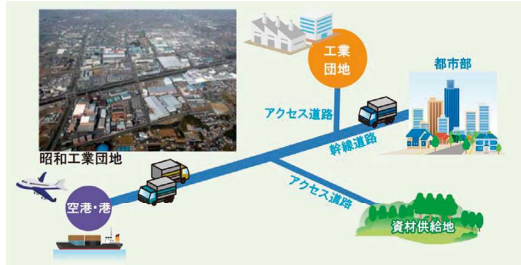 工業
団地
都市部
アクセス道路
幹線道路
昭和工業団地
アクセス道路
空港・港
資材供給地